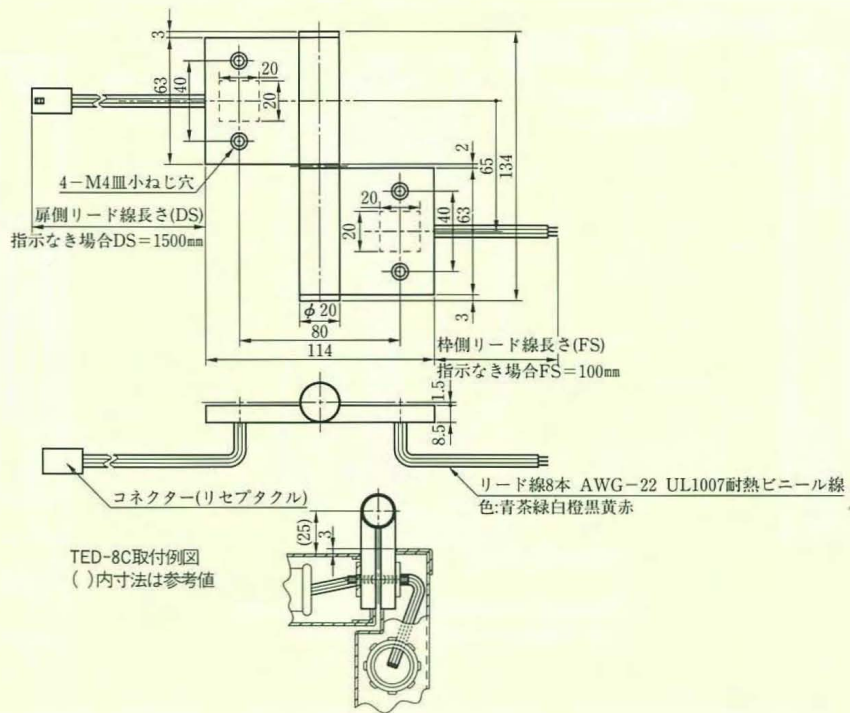 3
63
40
20
20
4-M4皿小ねじ穴
扉側リード線長さ(DS)
指示なき場合DS=1500mm
2
65
134
20
20
40
63
3
φ20
80
114
枠側リード線長さ(FS)
指示なき場合FS=100mm
1.5
8.5
コネクター(リセプタクル)
リード線8本 AWG-22 UL1007耐熱ビニール線
色:青茶緑白橙黒黄赤
(25)
3
TED-8C取付例図
( )内寸法は参考値